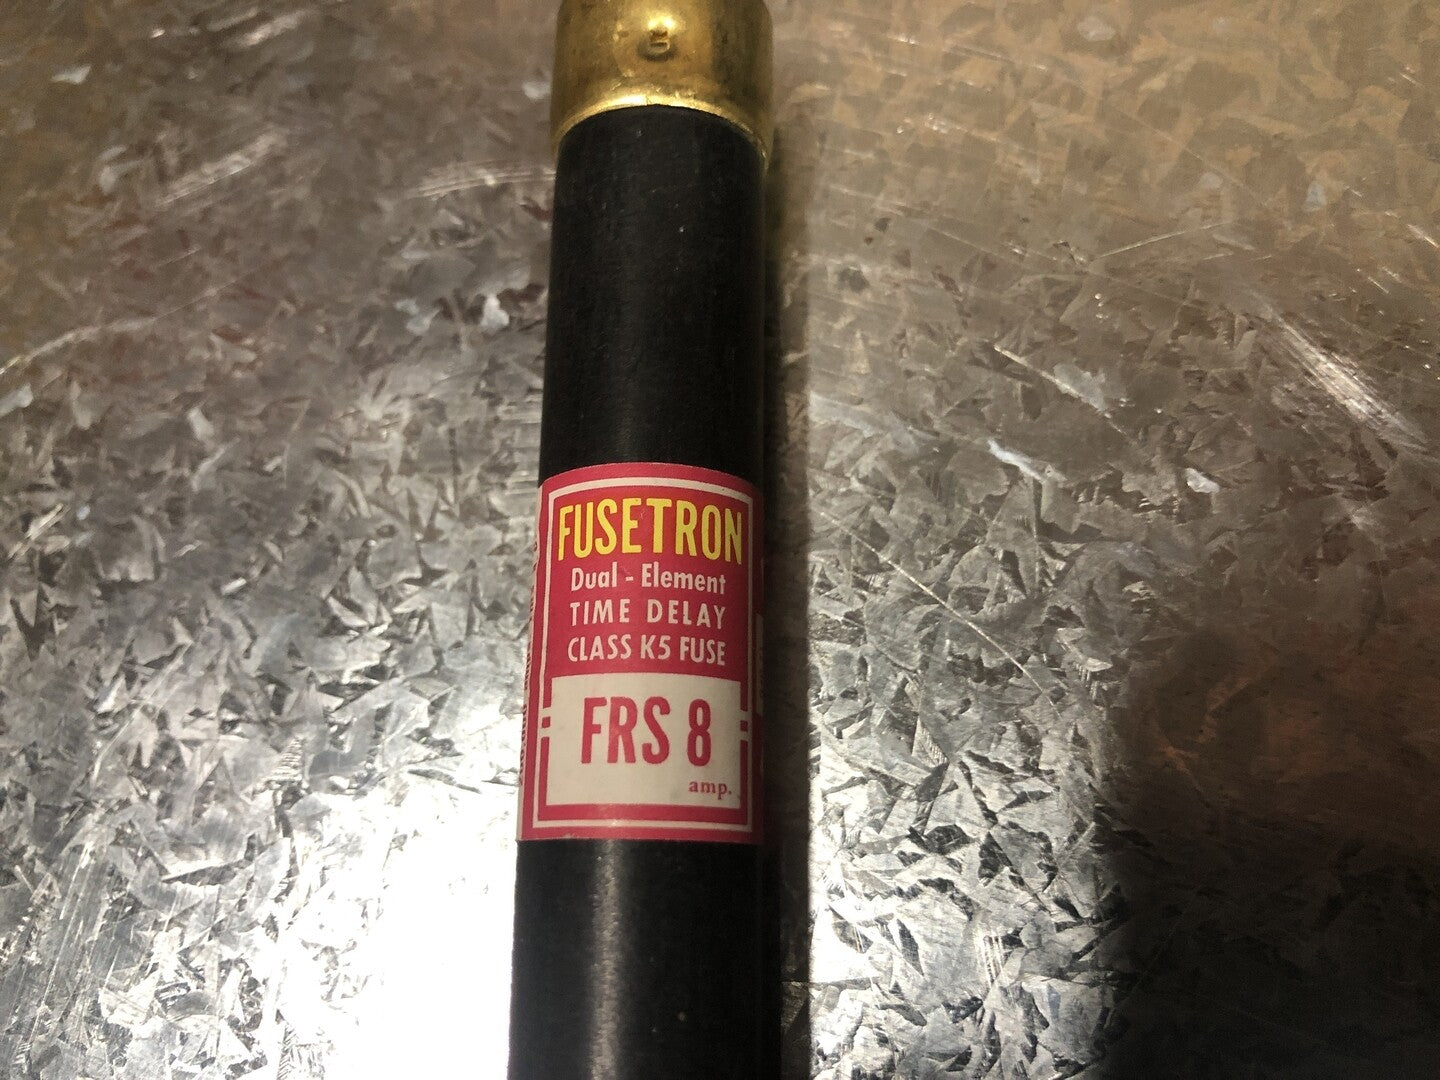 FUSETRON
Dual - Element
TIME DELAY
CLASS K5 FUSE
FRS 8
amp.